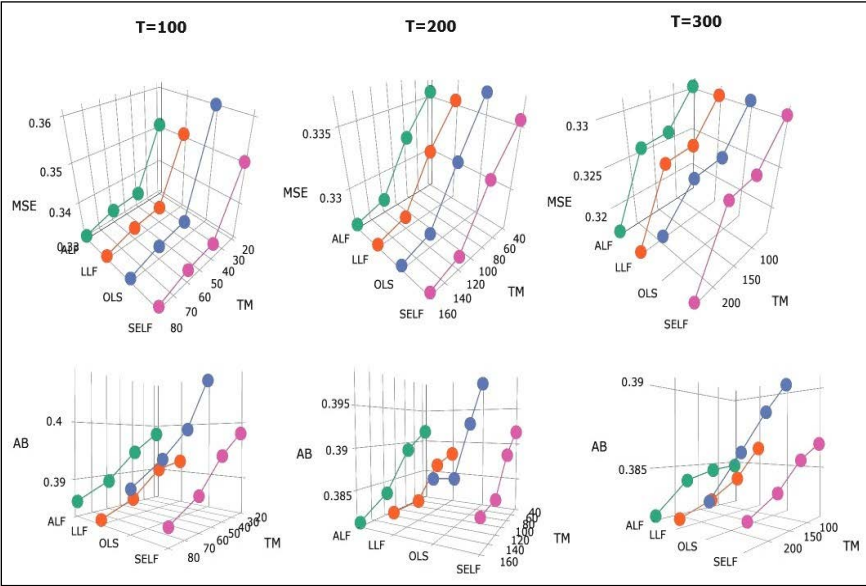 T=100
T=200
T=300
0.36
0.35
MSE
0.34
0.33
ALF
LLF
OLS
SELF
80
70
60
50
40
30
20
TM
0.335
MSE
0.33
ALF
LLF
OLS
SELF
160
140
120
100
80
60
40
TM
0.33
0.325
MSE
0.32
ALF
LLF
OLS
SELF
200
150
100
TM
0.4
AB
0.39
ALF
LLF
OLS
SELF
80
70
60
50
40
30
20
TM
0.395
AB
0.39
0.385
ALF
LLF
OLS
SELF
160
140
120
100
80
60
40
TM
0.39
AB
0.385
ALF
LLF
OLS
SELF
200
150
100
TM